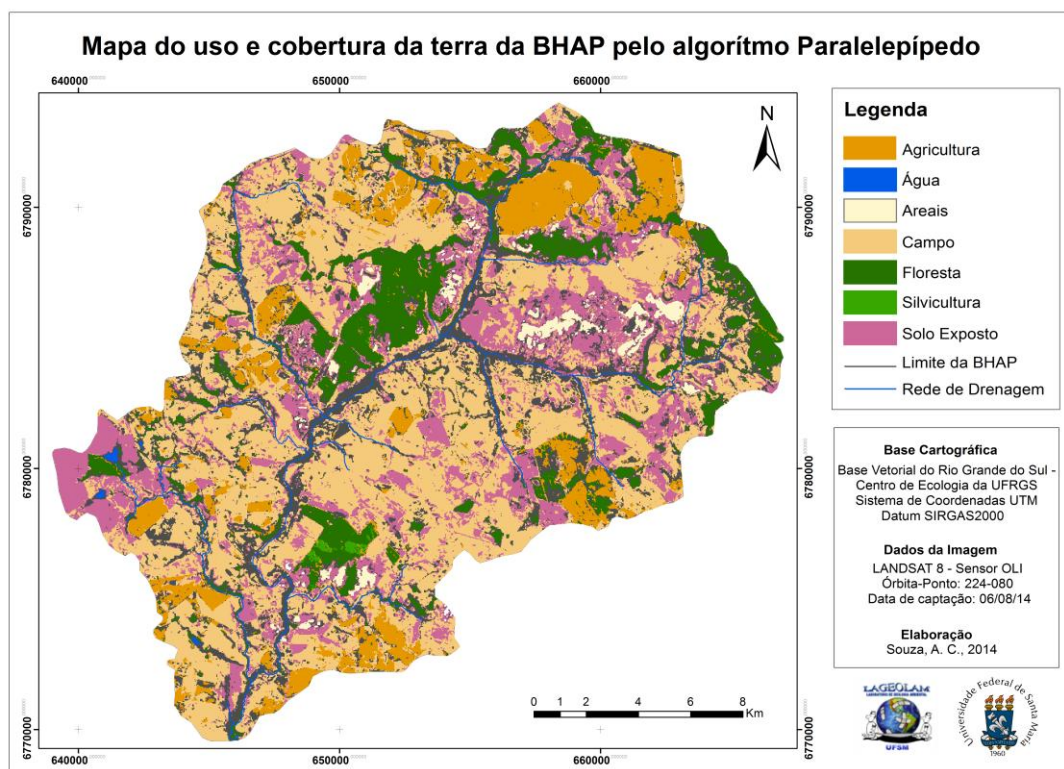 Mapa do uso e cobertura da terra da BHAP pelo algorítmo Paralelepípedo
640000
650000
660000
N
6790000
6790000
6780000
6780000
6770000
6770000
640000
650000
660000
0 1 2 4 6 8
Km
Legenda
Agricultura
Água
Areais
Campo
Floresta
Silvicultura
Solo Exposto
Limite da BHAP
Rede de Drenagem
Base Cartográfica
Base Vetorial do Rio Grande do Sul -
Centro de Ecologia da UFRGS
Sistema de Coordenadas UTM
Datum SIRGAS2000
Dados da Imagem
LANDSAT 8 - Sensor OLI
Órbita-Ponto: 224-080
Data de captação: 06/08/14
Elaboração
Souza, A. C., 2014
LAGEOLAM
UFSM
Universidade Federal de Santa Maria
1960